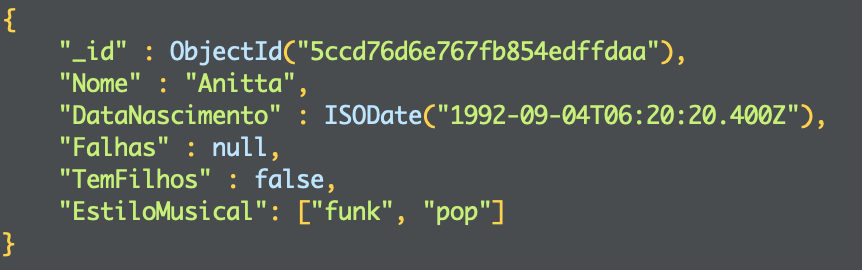 {
"_id" : ObjectId("5ccd76d6e767fb854edffdaa"),
"Nome" : "Anitta",
"DataNascimento" : ISODate("1992-09-04T06:20:20.400Z"),
"Falhas" : null,
"TemFilhos" : false,
"EstiloMusical": ["funk", "pop"]
}